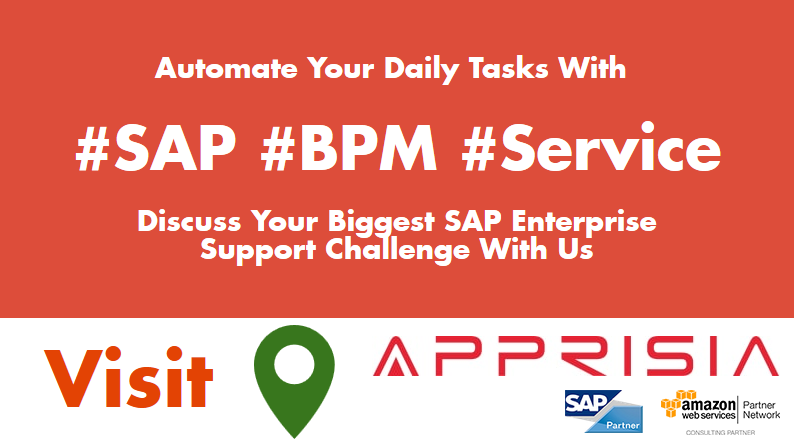 Automate Your Daily Tasks With
#SAP #BPM #Service
Discuss Your Biggest SAP Enterprise
Support Challenge With Us
Visit
APPRISIA
SAP
Partner
amazon
web services
Partner
Network
CONSULTING PARTNER